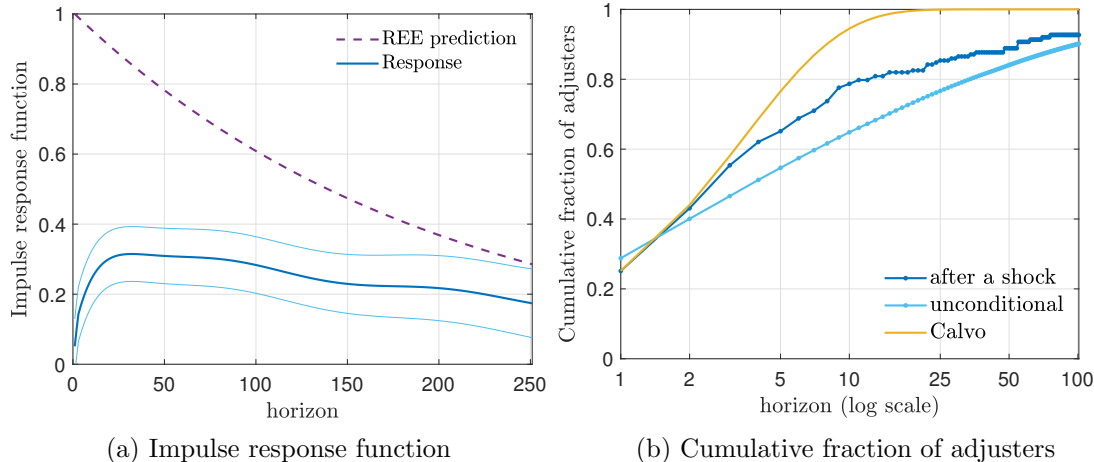 Impulse response function
1
0.8
0.6
0.4
0.2
0
0
50
100
150
200
250
horizon
REE prediction
Response
(a) Impulse response function
Cumulative fraction of adjusters
1
0.8
0.6
0.4
0.2
0
1
2
5
10
25
50
100
horizon (log scale)
after a shock
unconditional
Calvo
(b) Cumulative fraction of adjusters